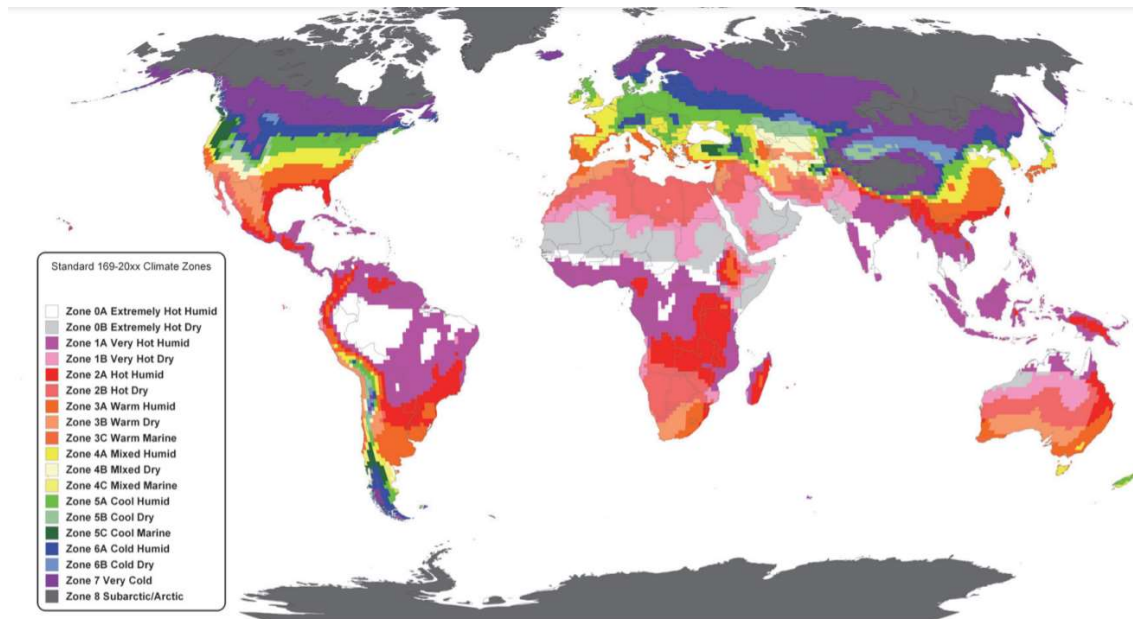 Standard 169-20xx Climate Zones
Zone 0A Extremely Hot Humid
Zone 0B Extremely Hot Dry
Zone 1A Very Hot Humid
Zone 1B Very Hot Dry
Zone 2A Hot Humid
Zone 2B Hot Dry
Zone 3A Warm Humid
Zone 3B Warm Dry
Zone 3C Warm Marine
Zone 4A Mixed Humid
Zone 4B MIxed Dry
Zone 4C Mixed Marine
Zone 5A Cool Humid
Zone 5B Cool Dry
Zone 5C Cool Marine
Zone 6A Cold Humid
Zone 6B Cold Dry
Zone 7 Very Cold
Zone 8 Subarctic/Arctic